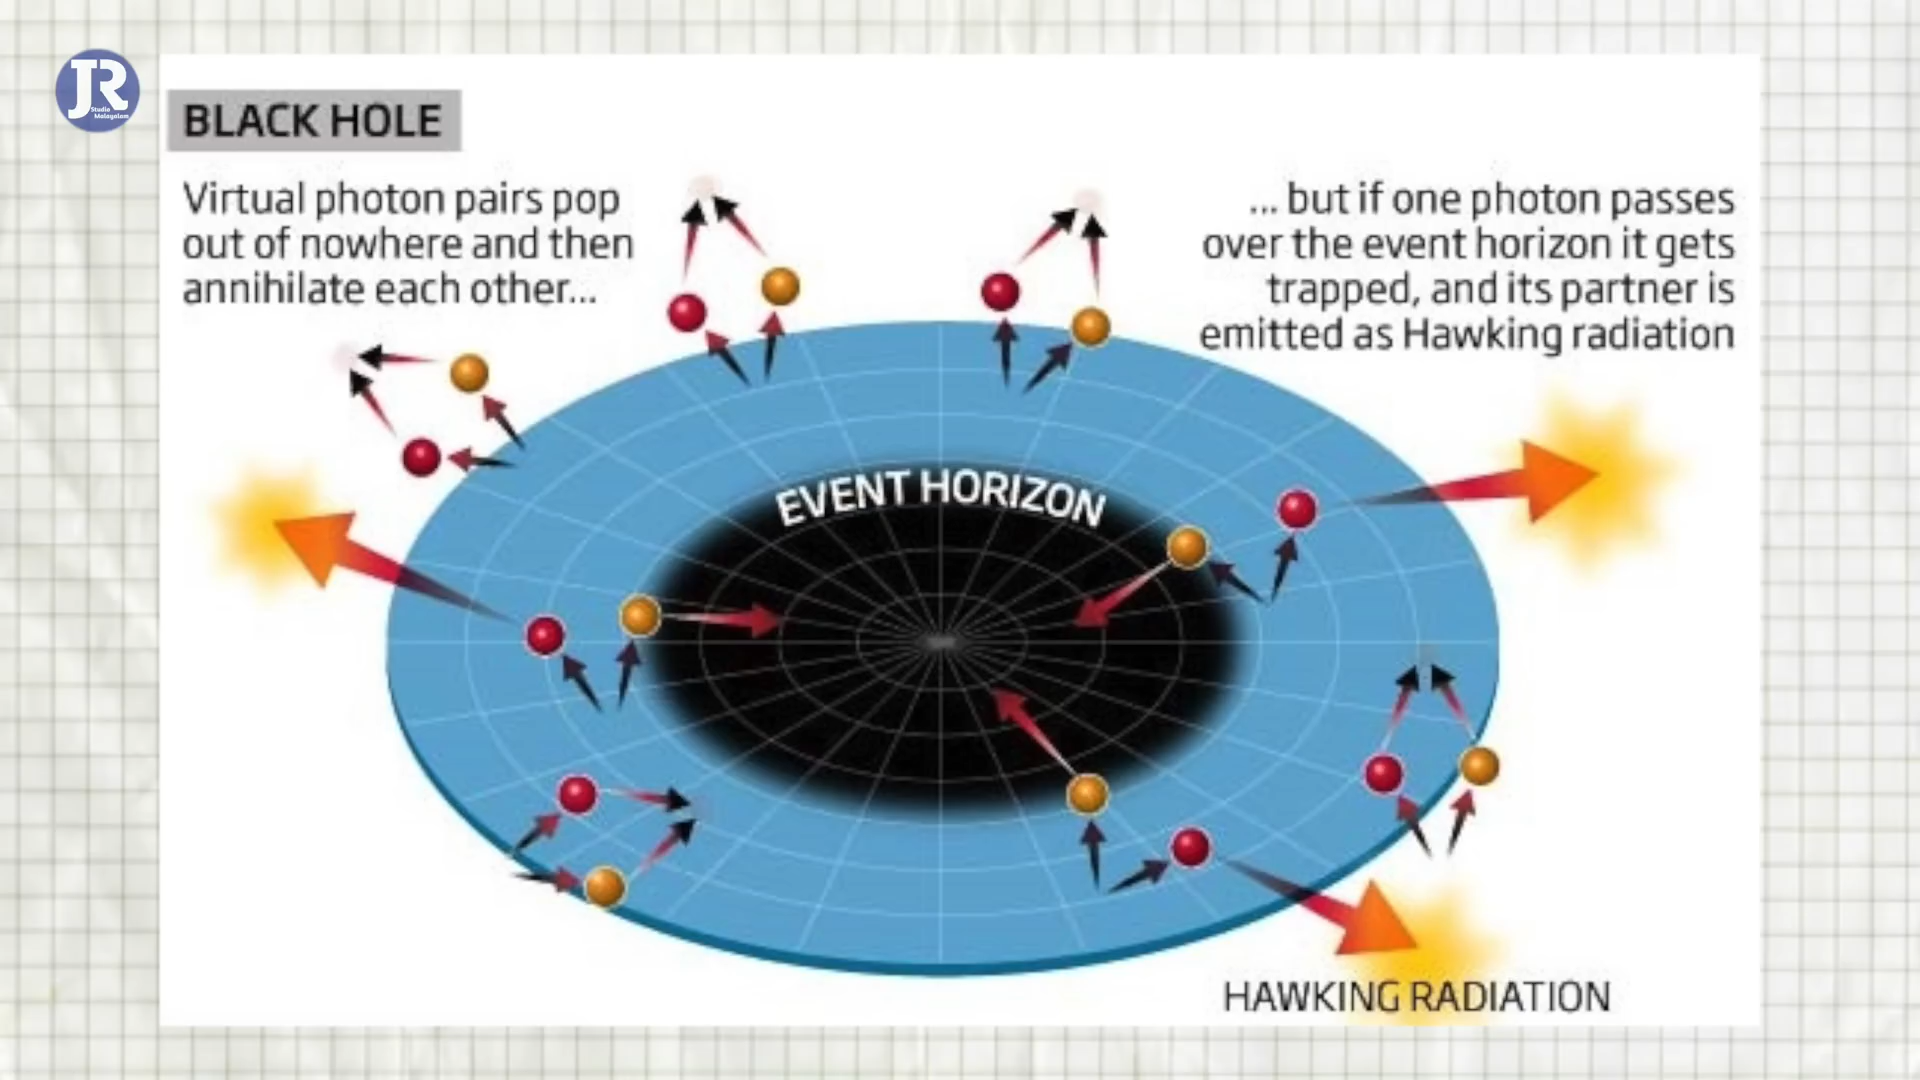 JR
Studio
Malayalam
BLACK HOLE
Virtual photon pairs pop
out of nowhere and then
annihilate each other...
... but if one photon passes
over the event horizon it gets
trapped, and its partner is
emitted as Hawking radiation
EVENT HORIZON
HAWKING RADIATION